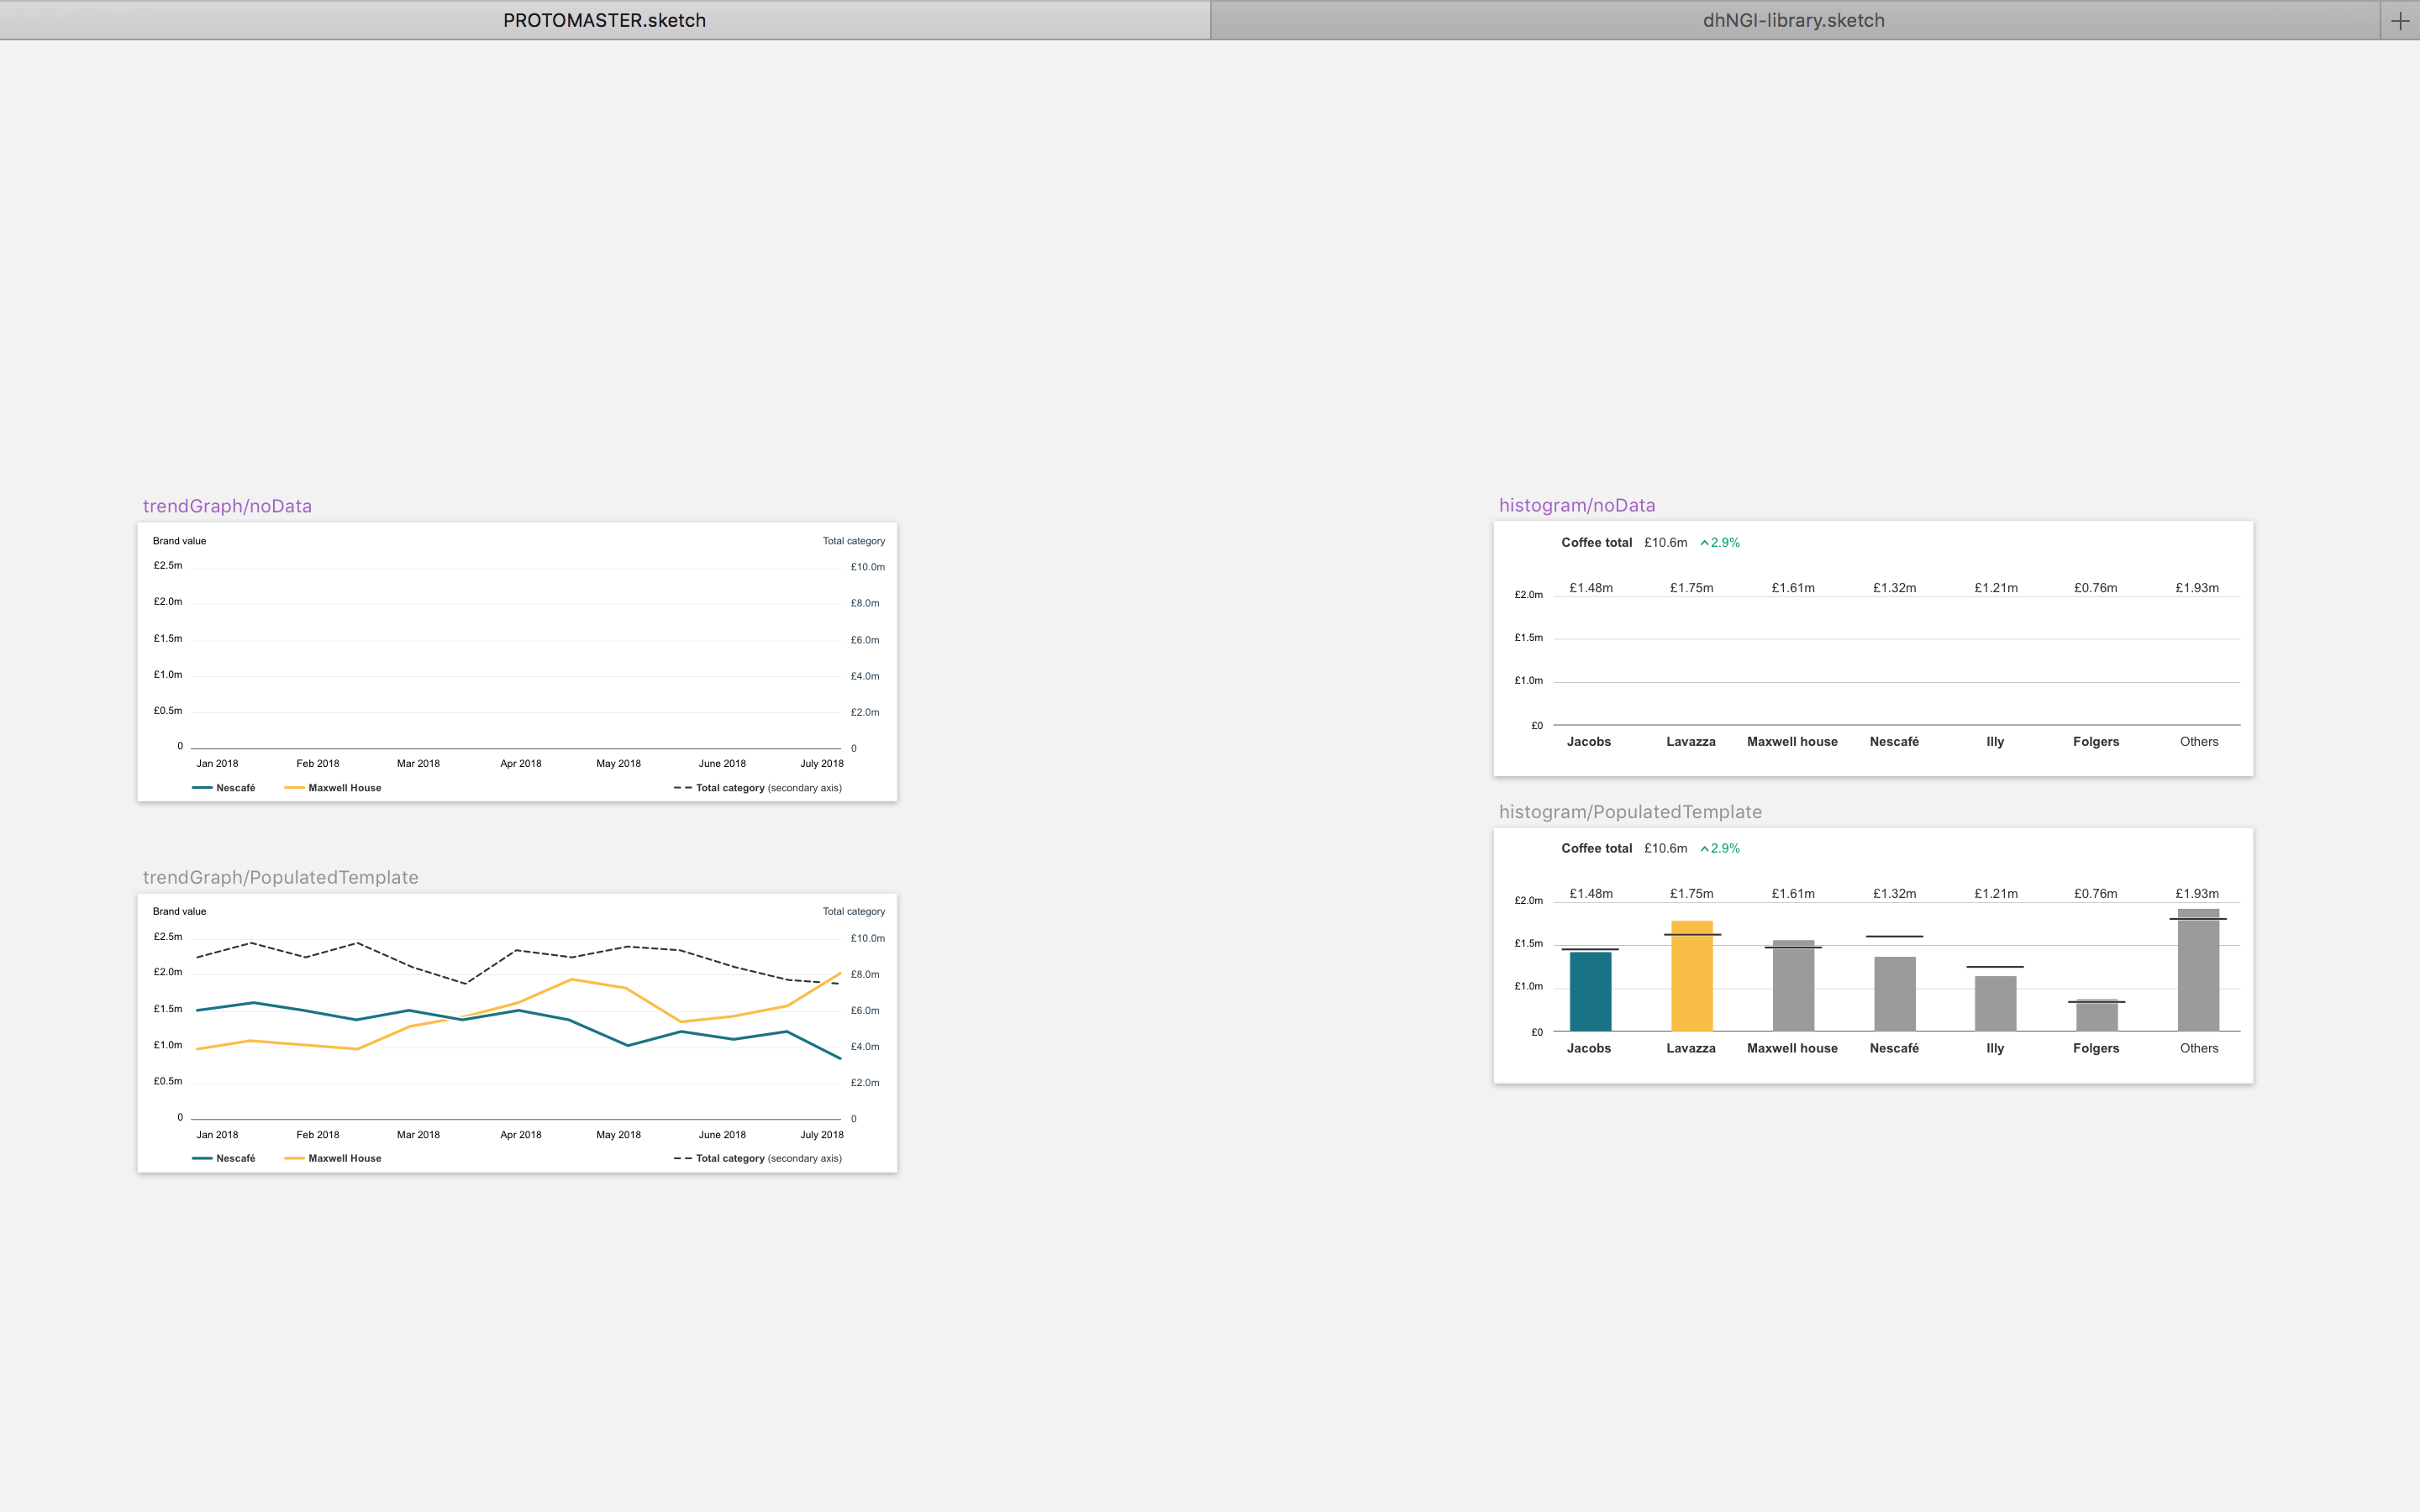 PROTOMASTER.sketch
dhNGI-library.sketch
trendGraph/noData
Brand value
Total category
£2.5m
£10.0m
£2.0m
£8.0m
£1.5m
£6.0m
£1.0m
£4.0m
£0.5m
£2.0m
0
0
Jan 2018 Feb 2018 Mar 2018 Apr 2018 May 2018 June 2018 July 2018
Nescafé Maxwell House Total category (secondary axis)
trendGraph/PopulatedTemplate
Brand value
Total category
£2.5m
£10.0m
£2.0m
£8.0m
£1.5m
£6.0m
£1.0m
£4.0m
£0.5m
£2.0m
0
0
Jan 2018 Feb 2018 Mar 2018 Apr 2018 May 2018 June 2018 July 2018
Nescafé Maxwell House Total category (secondary axis)
histogram/noData
Coffee total £10.6m 2.9%
£1.48m £1.75m £1.61m £1.32m £1.21m £0.76m £1.93m
£2.0m
£1.5m
£1.0m
£0
Jacobs Lavazza Maxwell house Nescafé Illy Folgers Others
histogram/PopulatedTemplate
Coffee total £10.6m 2.9%
£1.48m £1.75m £1.61m £1.32m £1.21m £0.76m £1.93m
£2.0m
£1.5m
£1.0m
£0
Jacobs Lavazza Maxwell house Nescafé Illy Folgers Others